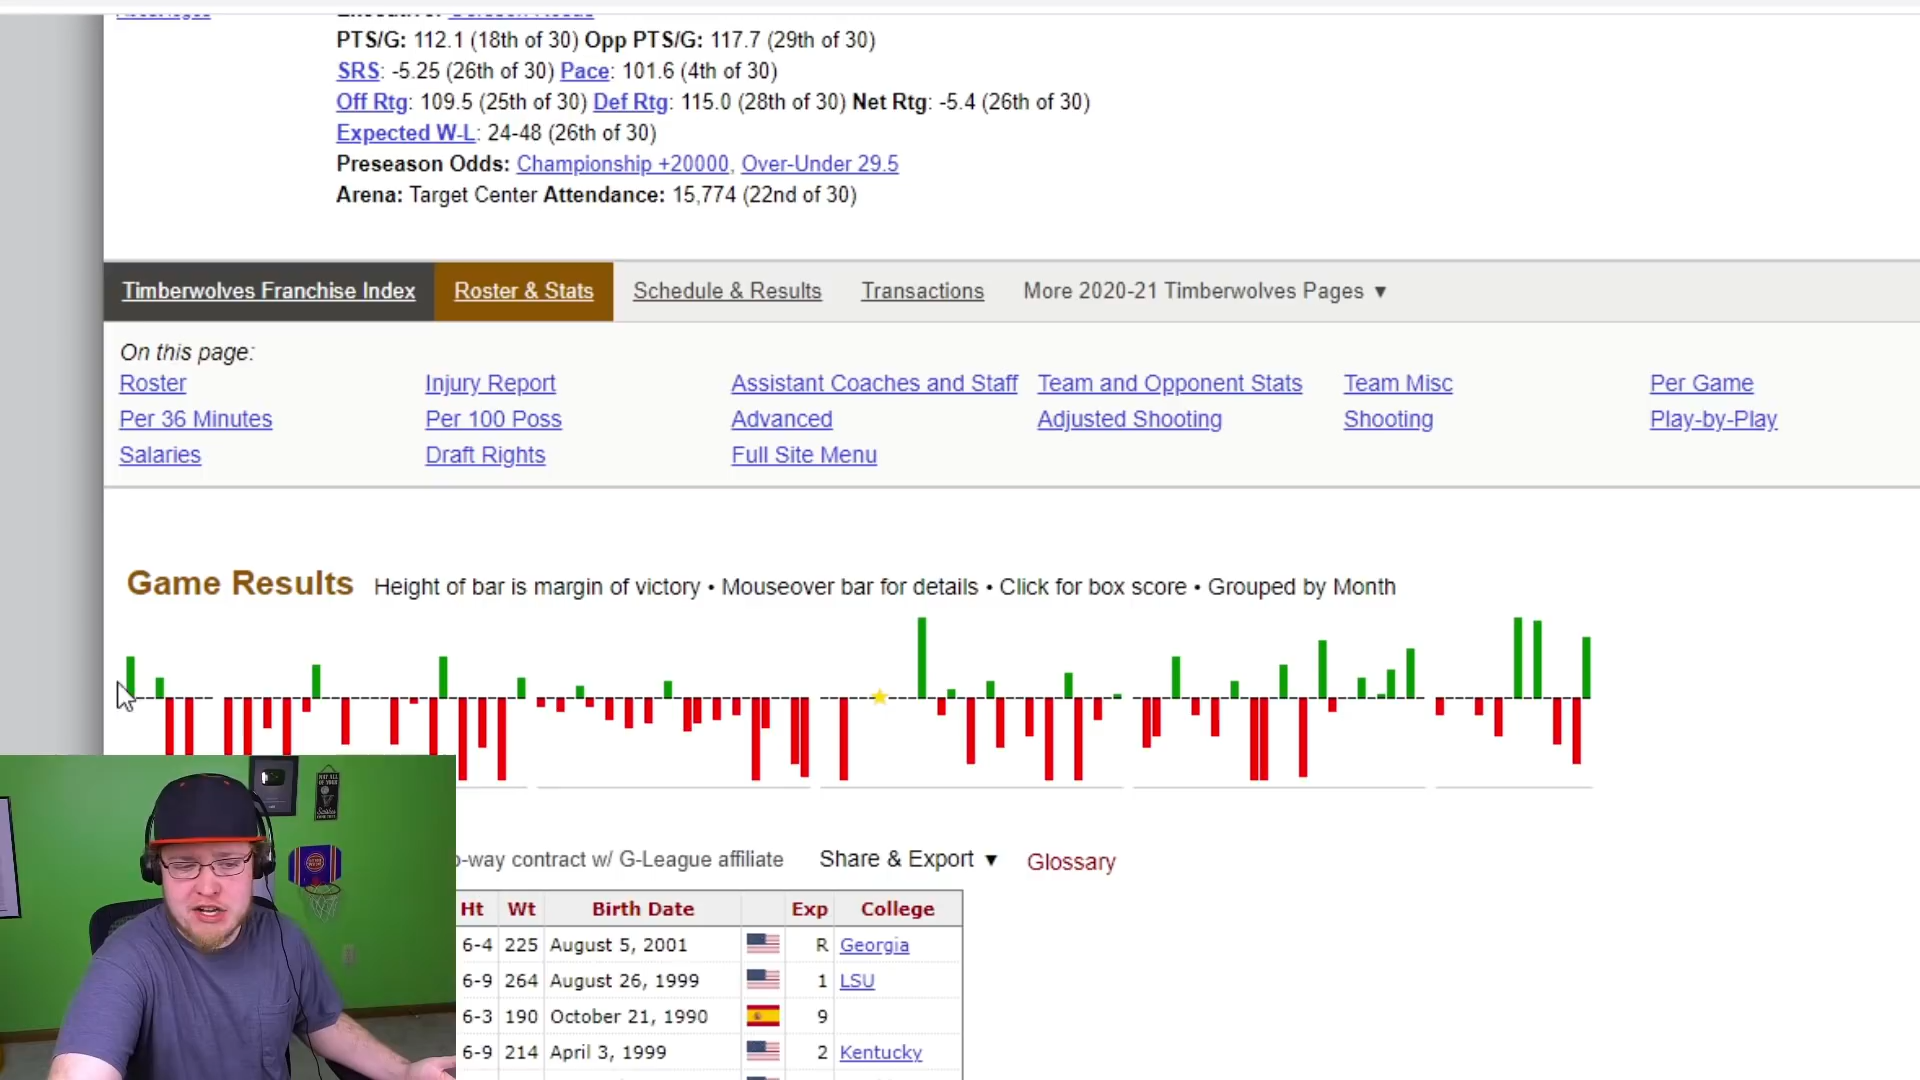 PTS/G: 112.1 (18th of 30) Opp PTS/G: 117.7 (29th of 30)
SRS: -5.25 (26th of 30) Pace: 101.6 (4th of 30)
Off Rtg: 109.5 (25th of 30) Def Rtg: 115.0 (28th of 30) Net Rtg: -5.4 (26th of 30)
Expected W-L: 24-48 (26th of 30)
Preseason Odds: Championship +20000, Over-Under 29.5
Arena: Target Center Attendance: 15,774 (22nd of 30)
Timberwolves Franchise Index Roster & Stats Schedule & Results Transactions More 2020-21 Timberwolves Pages ▼
On this page:
Roster Injury Report Assistant Coaches and Staff Team and Opponent Stats Team Misc Per Game
Per 36 Minutes Per 100 Poss Advanced Adjusted Shooting Shooting Play-by-Play
Salaries Draft Rights Full Site Menu
Game Results Height of bar is margin of victory • Mouseover bar for details • Click for box score • Grouped by Month
o-way contract w/ G-League affiliate Share & Export ▼ Glossary
Ht Wt Birth Date Exp College
6-4 225 August 5, 2001 R Georgia
6-9 264 August 26, 1999 1 LSU
6-3 190 October 21, 1990 9
6-9 214 April 3, 1999 2 Kentucky